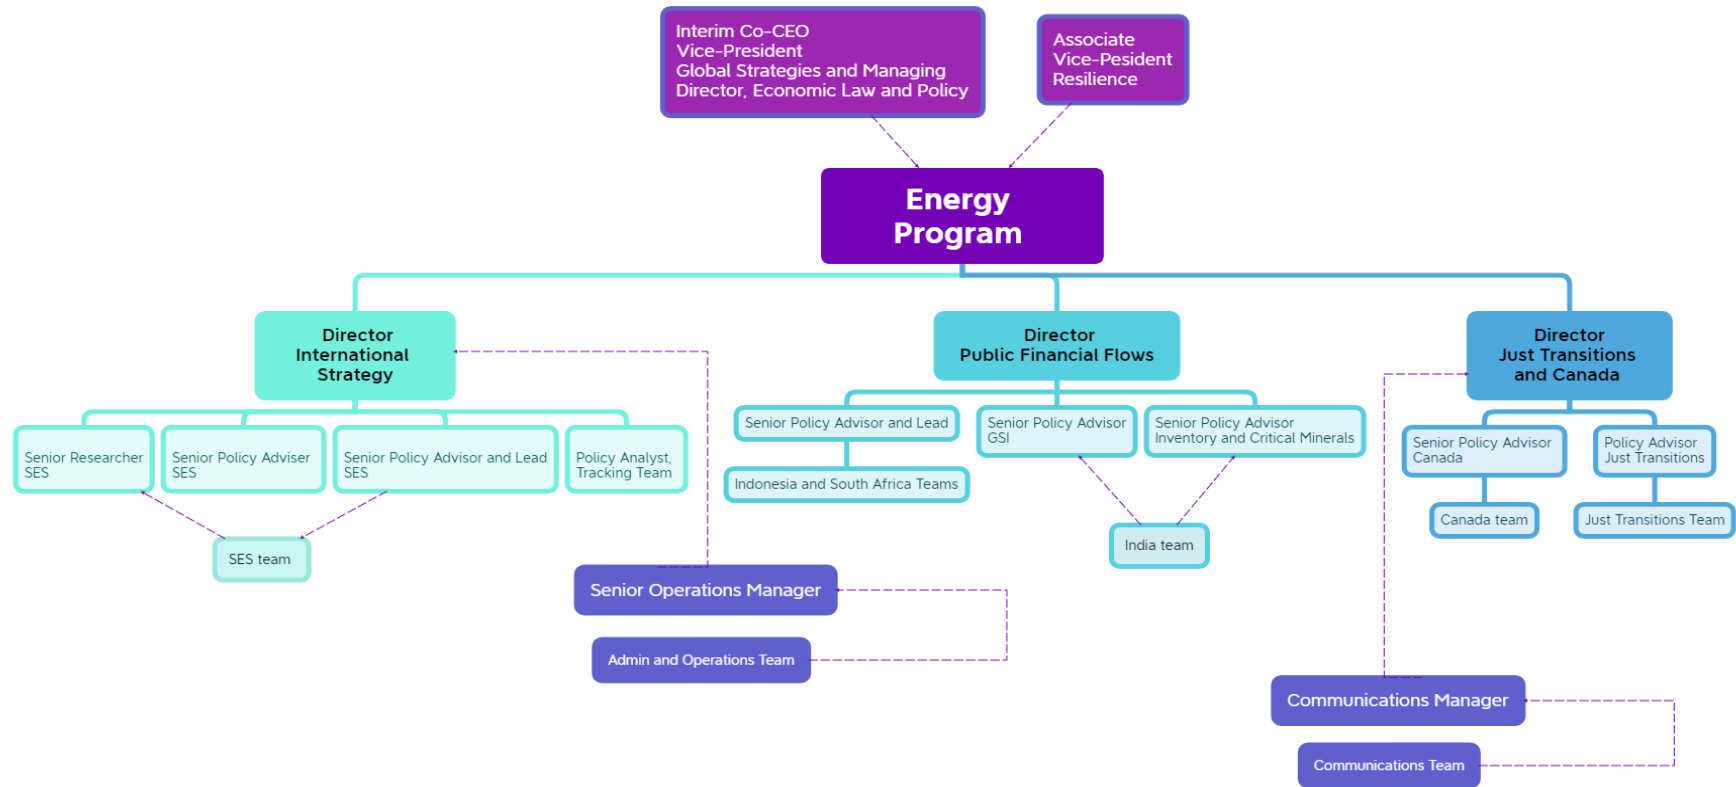 Interim Co-CEO
Vice-President
Global Strategies and Managing
Director, Economic Law and Policy
Associate
Vice-Pesident
Resilience
Energy
Program
Director
International
Strategy
Director
Public Financial Flows
Director
Just Transitions
and Canada
Senior Researcher
SES
Senior Policy Adviser
SES
Senior Policy Advisor and Lead
SES
Policy Analyst,
Tracking Team
Senior Policy Advisor and Lead
Senior Policy Advisor
GSI
Senior Policy Advisor
Inventory and Critical Minerals
Senior Policy Advisor
Canada
Policy Advisor
Just Transitions
Indonesia and South Africa Teams
Canada team
Just Transitions Team
SES team
India team
Senior Operations Manager
Admin and Operations Team
Communications Manager
Communications Team